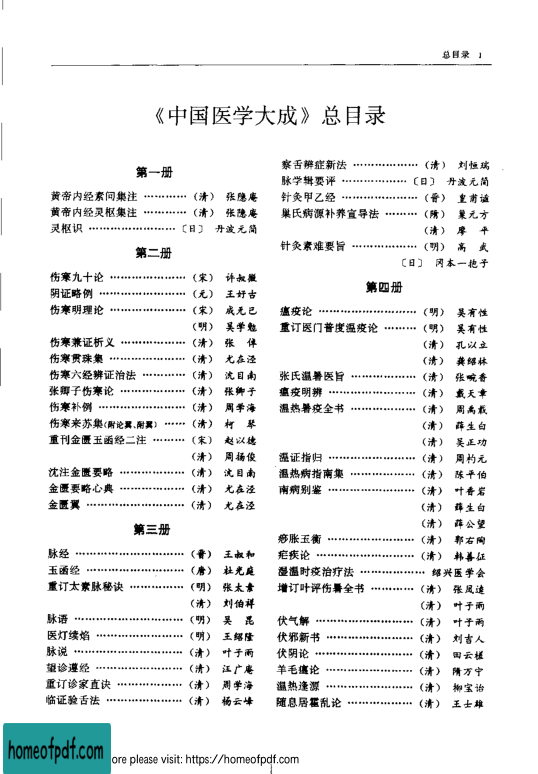 总目录 1
《中国医学大成》总目录
第一册
黄帝内经素问集注 ………… (清) 张隐庵
黄帝内经灵枢集注 ………… (清) 张隐庵
灵枢识 ………………… 〔日〕 丹波元简
第二册
伤寒九十论 ………………… (宋) 许叔微
阴证略例 …………………… (元) 王好古
伤寒明理论 ………………… (宋) 成无己
(明) 吴学勉
伤寒兼证析义 ……………… (清) 张 倬
伤寒贯珠集 ………………… (清) 尤在泾
伤寒六经辨证治法 ………… (清) 沈目南
张卿子伤寒论 ……………… (清) 张卿子
伤寒补例 …………………… (清) 周学海
伤寒来苏集(附论翼、附翼) …… (清) 柯 琴
重刊金匮玉函经二注 ……… (宋) 赵以德
(清) 周扬俊
沈注金匮要略 ……………… (清) 沈目南
金匮要略心典 ……………… (清) 尤在泾
金匮翼 ……………………… (清) 尤在泾
第三册
脉经 ………………………… (晋) 王叔和
玉函经 ……………………… (唐) 杜光庭
重订太素脉秘诀 …………… (明) 张太素
(清) 刘伯祥
脉语 ………………………… (明) 吴 昆
医灯续焰 …………………… (明) 王绍隆
脉说 ………………………… (清) 叶子雨
望诊遵经 …………………… (清) 汪广庵
重订诊家直诀 ……………… (清) 周学海
临证验舌法 ………………… (清) 杨云峰
察舌辨症新法 ……………… (清) 刘恒瑞
脉学辑要评 …………… 〔日〕 丹波元简
针灸甲乙经 ………………… (晋) 皇甫谧
巢氏病源补养宣导法 ……… (隋) 巢元方
(清) 廖 平
针灸素难要旨 ……………… (明) 高 武
〔日〕 冈本一抱子
第四册
瘟疫论 ……………………… (明) 吴有性
重订医门普度温疫论 ……… (明) 吴有性
(清) 孔以立
(清) 龚绍林
张氏温暑医旨 ……………… (清) 张畹香
瘟疫明辨 …………………… (清) 戴天章
温热暑疫全书 ……………… (清) 周禹载
(清) 薛生白
(清) 吴正功
温证指归 …………………… (清) 周杓元
温热病指南集 ……………… (清) 陈平伯
南病别鉴 …………………… (清) 叶香岩
(清) 薛生白
(清) 薛公望
痧胀玉衡 …………………… (清) 郭右陶
疟疾论 ……………………… (清) 韩善征
湿温时疫治疗法 …………… 绍兴医学会
增订叶评伤暑全书 ………… (清) 张凤逵
(清) 叶子雨
伏气解 ……………………… (清) 叶子雨
伏邪新书 …………………… (清) 刘吉人
伏阴论 ……………………… (清) 田云槎
羊毛瘟论 …………………… (清) 隋万宁
温热逢源 …………………… (清) 柳宝诒
随息居霍乱论 ……………… (清) 王士雄
homeofpdf.com
ore please visit: https://homeofpdf.com